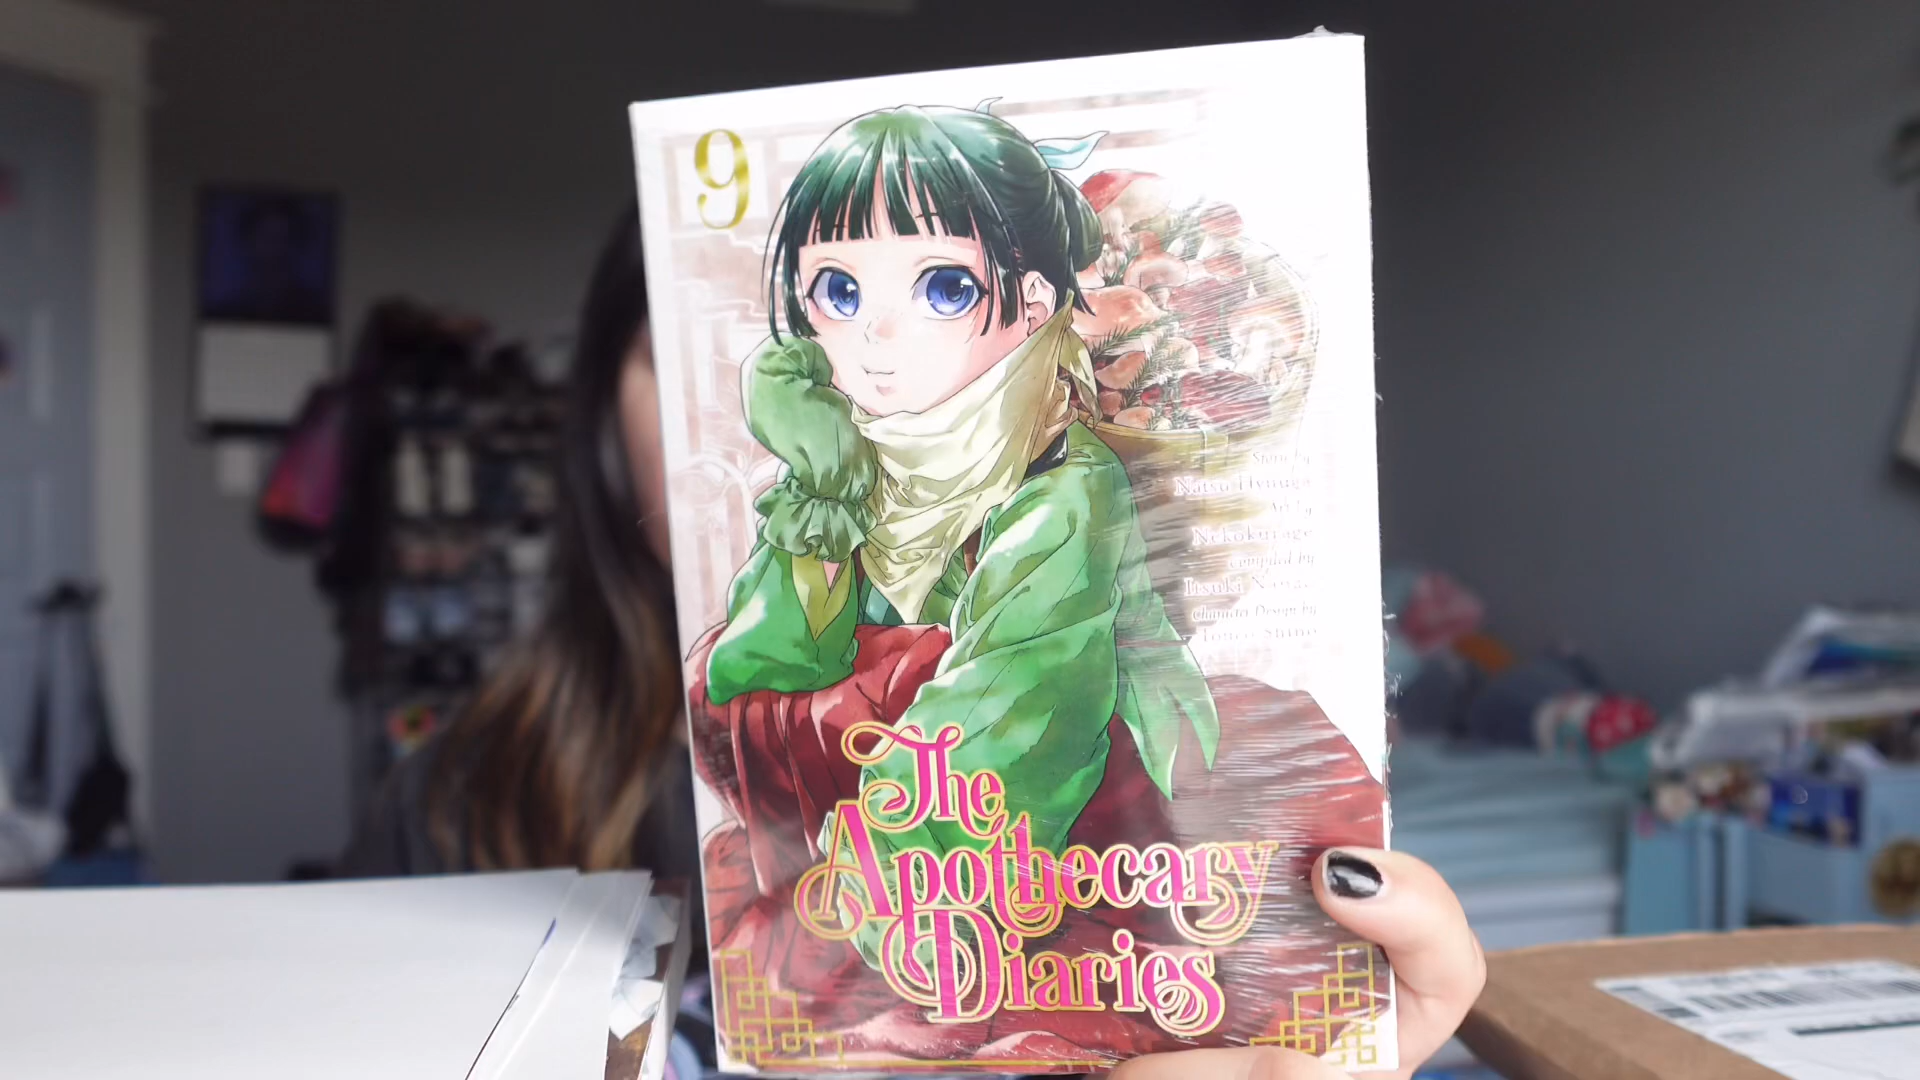 9
Story by
Natsu Hyuuga
Art by
Nekokurage
Compiled by
Itsuki Nanao
Character Design by
Touco Shino
The
Apothecary
Diaries